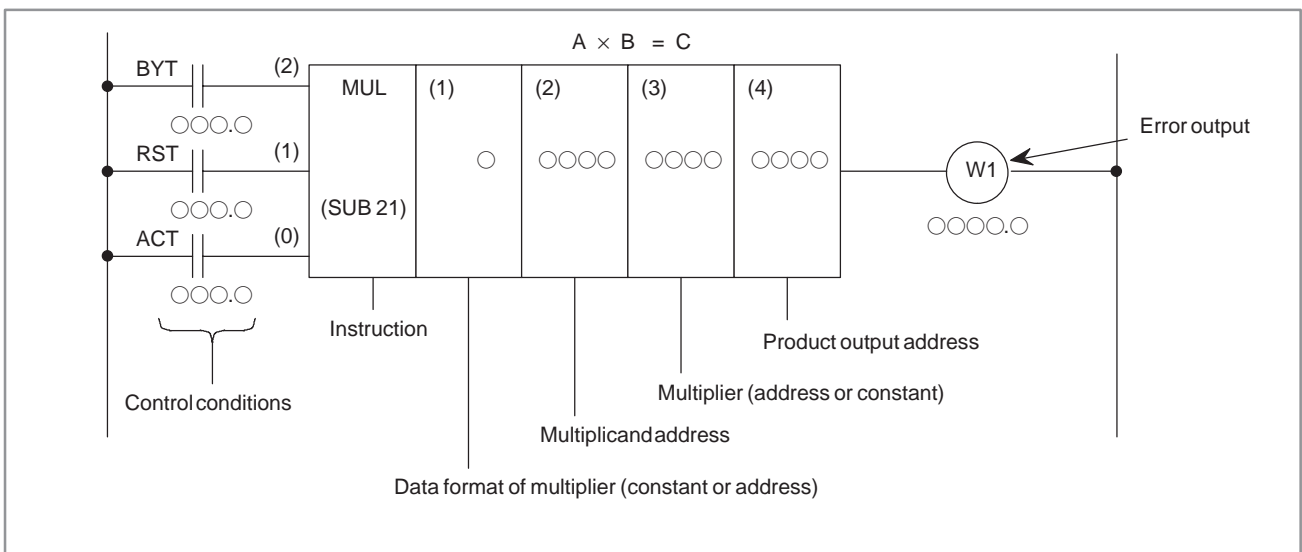 A × B = C
BYT (2) MUL (1) (2) (3) (4)
○○○.○
Error output
RST (1) ○ ○○○○ ○○○○ ○○○○ W1
○○○.○ (SUB 21) ○○○○.○
ACT (0)
○○○.○
Instruction
Product output address
Multiplier (address or constant)
Control conditions
Multiplicand address
Data format of multiplier (constant or address)